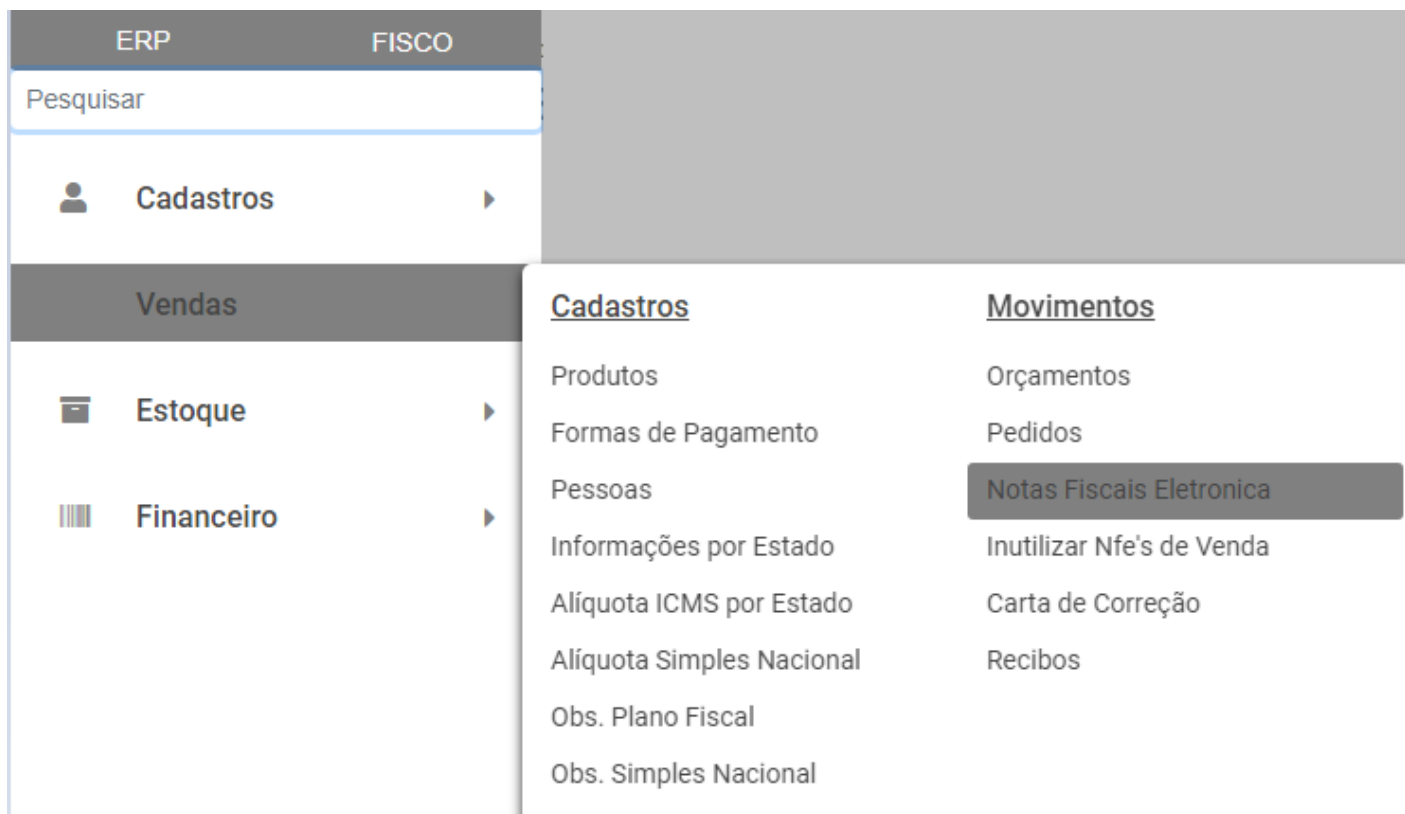 ERP FISCO
Pesquisar
Cadastros
Vendas
Estoque
Financeiro
Cadastros
Produtos
Formas de Pagamento
Pessoas
Informações por Estado
Alíquota ICMS por Estado
Alíquota Simples Nacional
Obs. Plano Fiscal
Obs. Simples Nacional
Movimentos
Orçamentos
Pedidos
Notas Fiscais Eletronica
Inutilizar Nfe's de Venda
Carta de Correção
Recibos